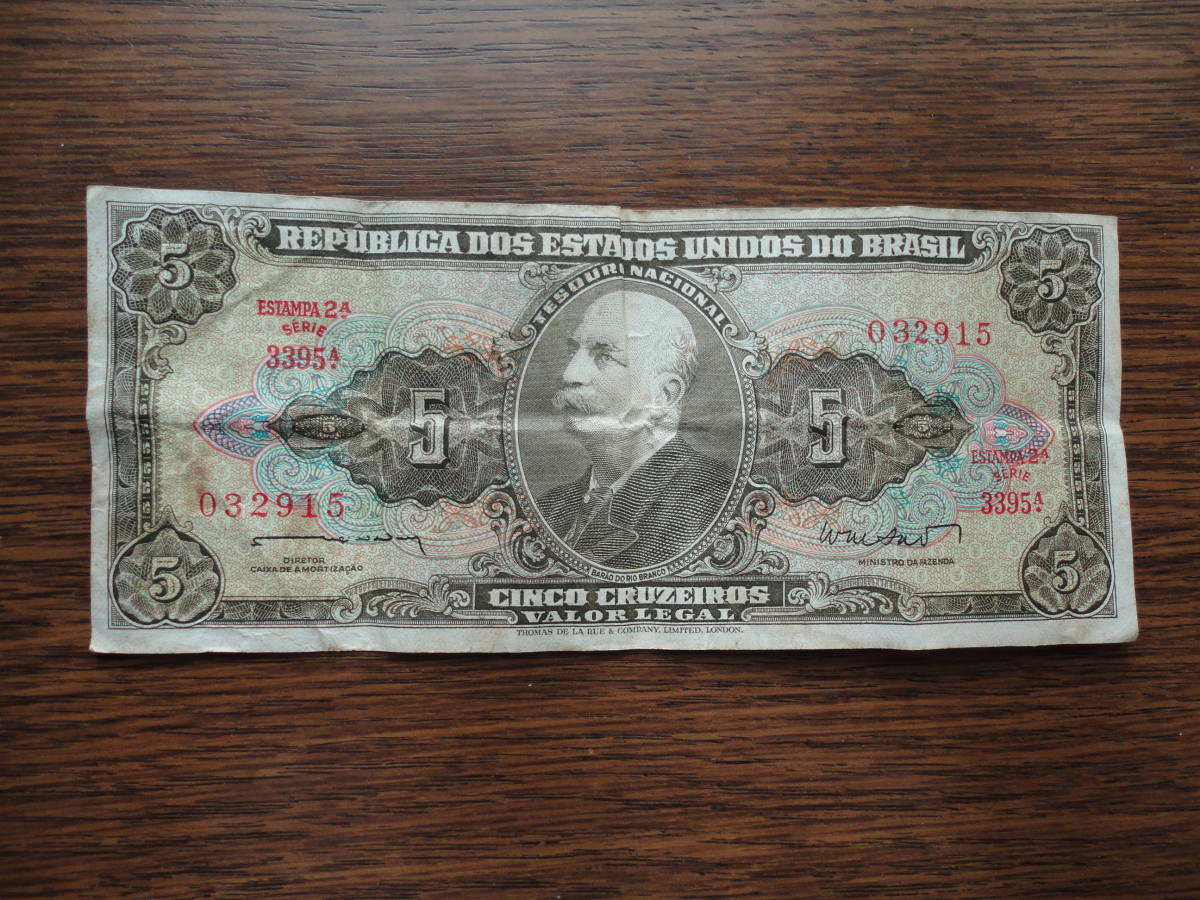 REPÚBLICA DOS ESTADOS UNIDOS DO BRASIL
TESOURO NACIONAL
5
5
ESTAMPA 2ª
SÉRIE
3395ª
032915
5
5
5
5
ESTAMPA 2ª
SÉRIE
3395ª
032915
DIRETOR
CAIXA DE AMORTIZAÇÃO
MINISTRO DA FAZENDA
BARÃO DO RIO BRANCO
5
5
CINCO CRUZEIROS
VALOR LEGAL
THOMAS DE LA RUE & COMPANY, LIMITED, LONDON.